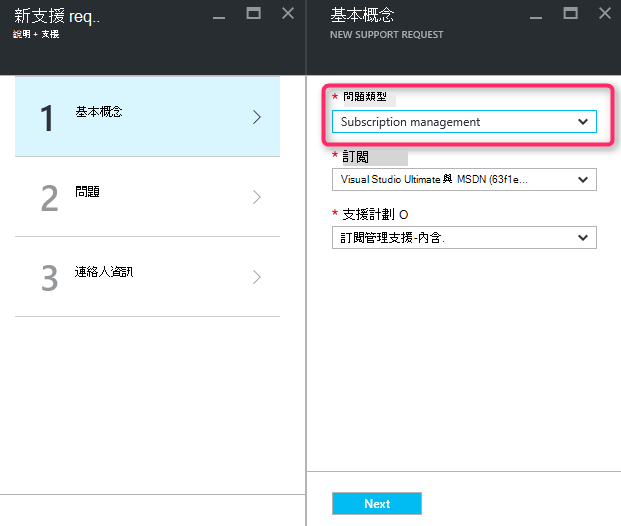 新支援 req..
說明 + 支援
1 基本概念
2 問題
3 連絡人資訊
基本概念
NEW SUPPORT REQUEST
* 問題類型
Subscription management
* 訂閱
Visual Studio Ultimate 與 MSDN (63f1e...
* 支援計劃 O
訂閱管理支援-內含.
Next